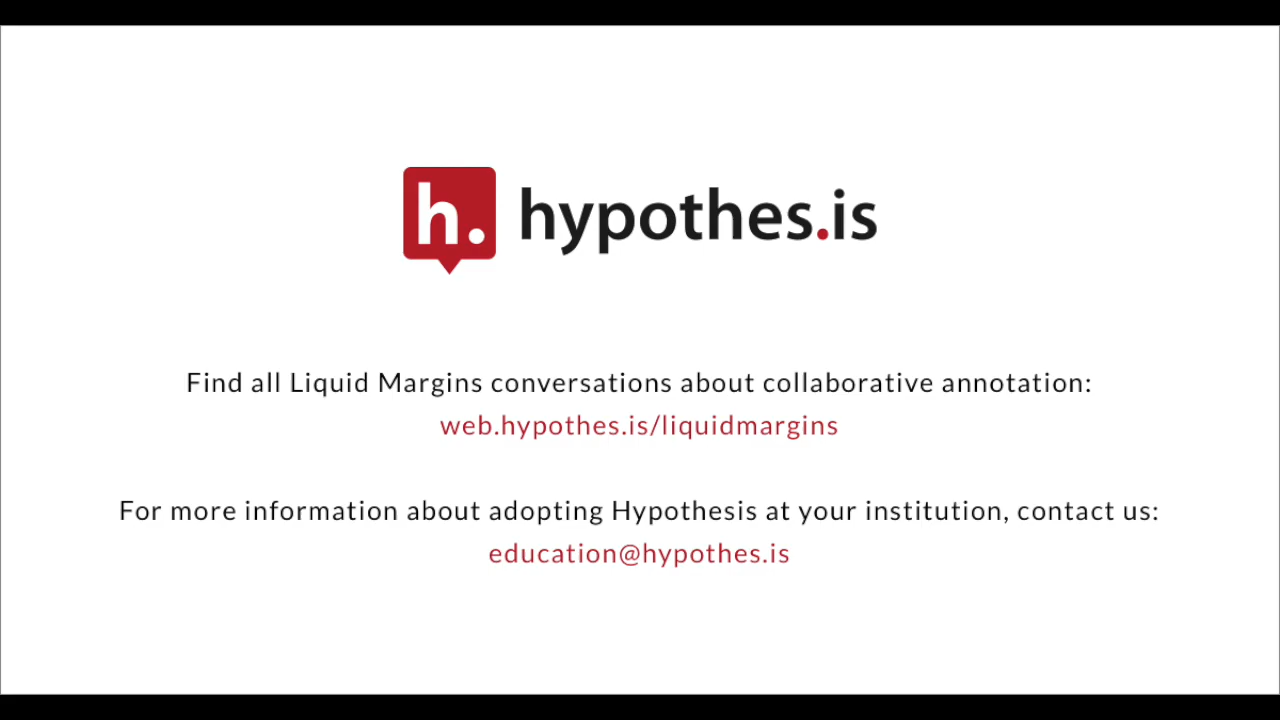 h. hypothes.is
Find all Liquid Margins conversations about collaborative annotation:
web.hypothes.is/liquidmargins
For more information about adopting Hypothesis at your institution, contact us:
education@hypothes.is